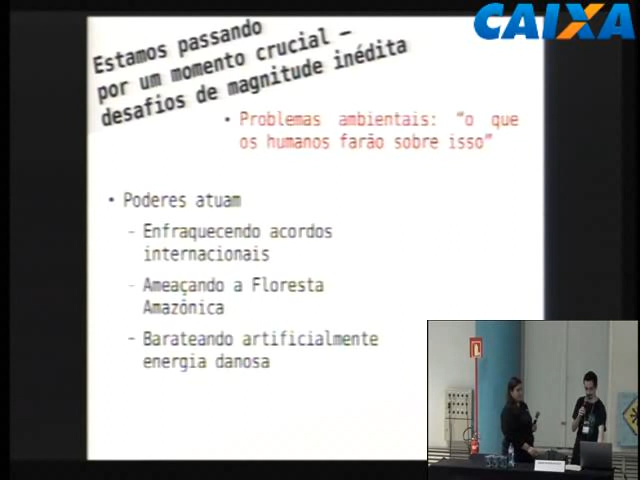 CAIXA
Estamos passando
por um momento crucial –
desafios de magnitude inédita
• Problemas ambientais: “o que
os humanos farão sobre isso”
• Poderes atuam
- Enfraquecendo acordos
internacionais
- Ameaçando a Floresta
Amazônica
- Barateando artificialmente
energia danosa